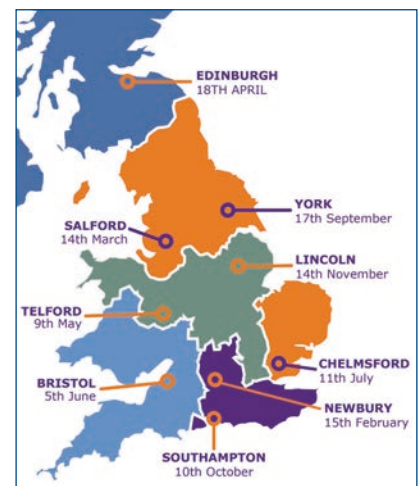 EDINBURGH
18TH APRIL
YORK
17th September
SALFORD
14th March
LINCOLN
14th November
TELFORD
9th May
CHELMSFORD
11th July
BRISTOL
5th June
NEWBURY
15th February
SOUTHAMPTON
10th October